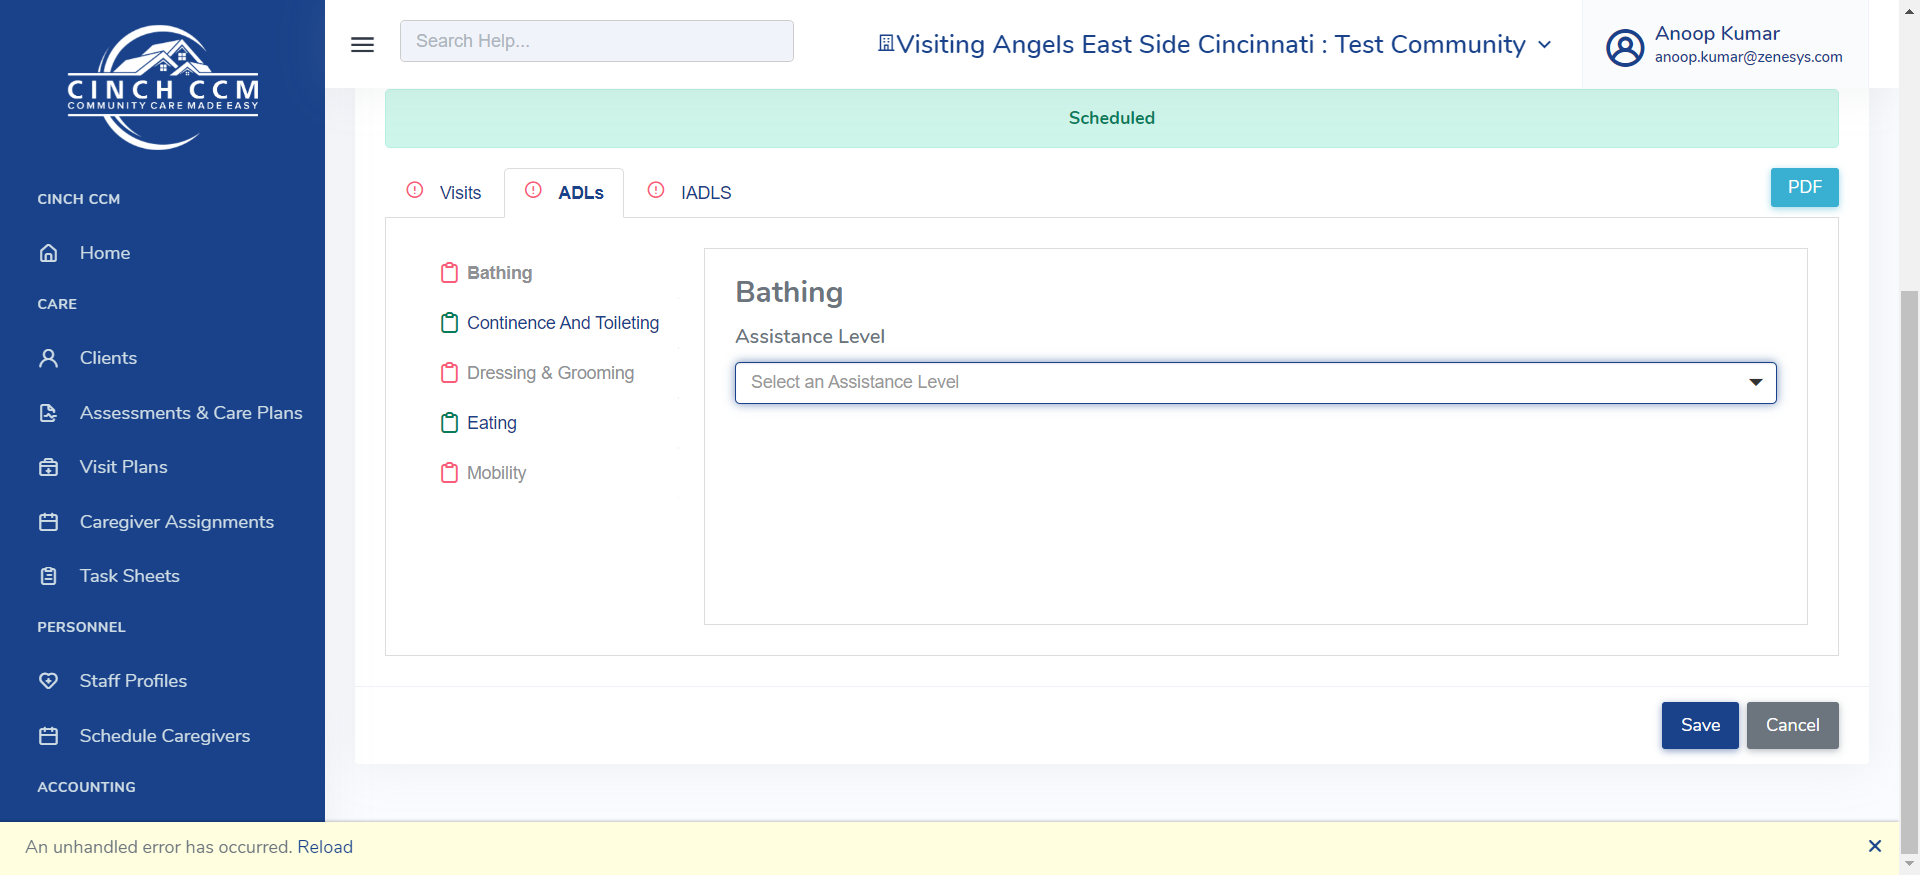 CINCH CCM
COMMUNITY CARE MADE EASY
CINCH CCM
Home
CARE
Clients
Assessments & Care Plans
Visit Plans
Caregiver Assignments
Task Sheets
PERSONNEL
Staff Profiles
Schedule Caregivers
ACCOUNTING
Search Help...
Visiting Angels East Side Cincinnati : Test Community
Anoop Kumar
anoop.kumar@zenesys.com
Scheduled
Visits
ADLs
IADLS
PDF
Bathing
Continence And Toileting
Dressing & Grooming
Eating
Mobility
Bathing
Assistance Level
Select an Assistance Level
Save
Cancel
An unhandled error has occurred. Reload